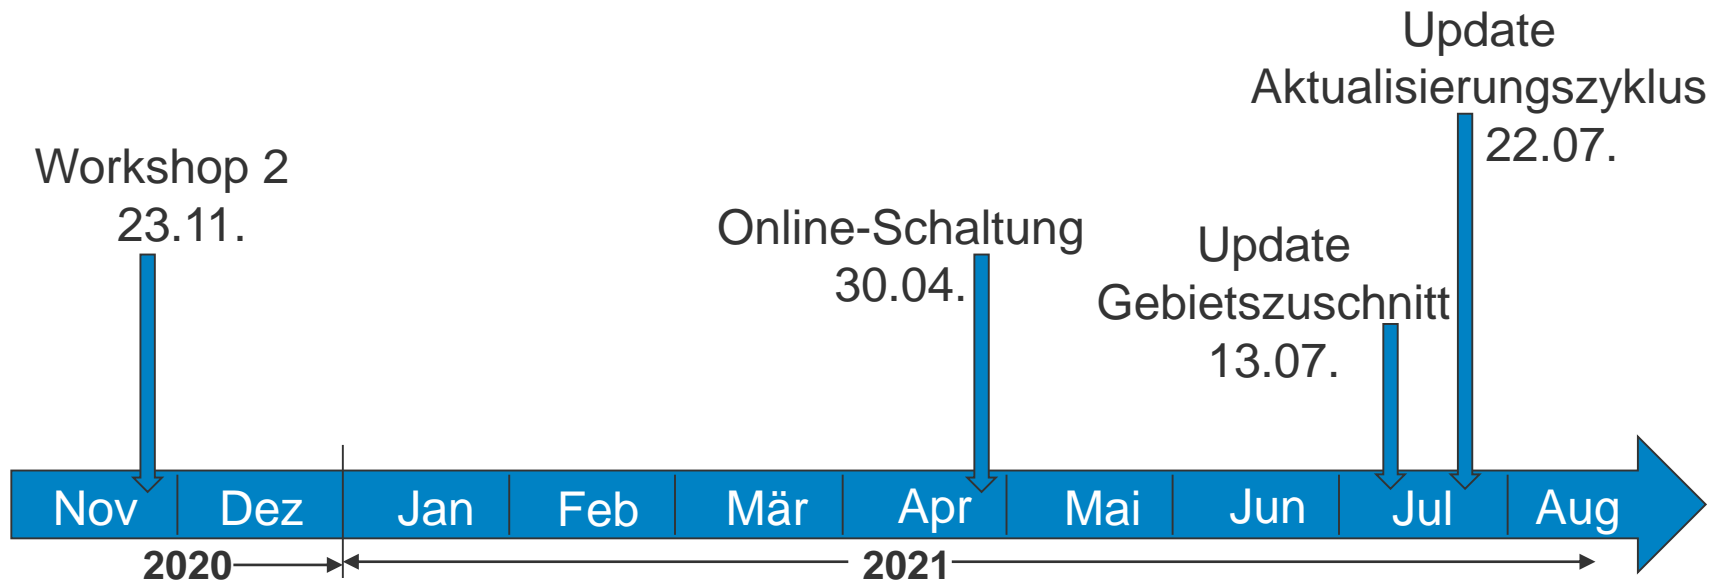 Workshop 2
23.11.
Online-Schaltung
30.04.
Update
Gebietszuschnitt
13.07.
Update
Aktualisierungszyklus
22.07.
Nov
Dez
Jan
Feb
Mär
Apr
Mai
Jun
Jul
Aug
2020
2021